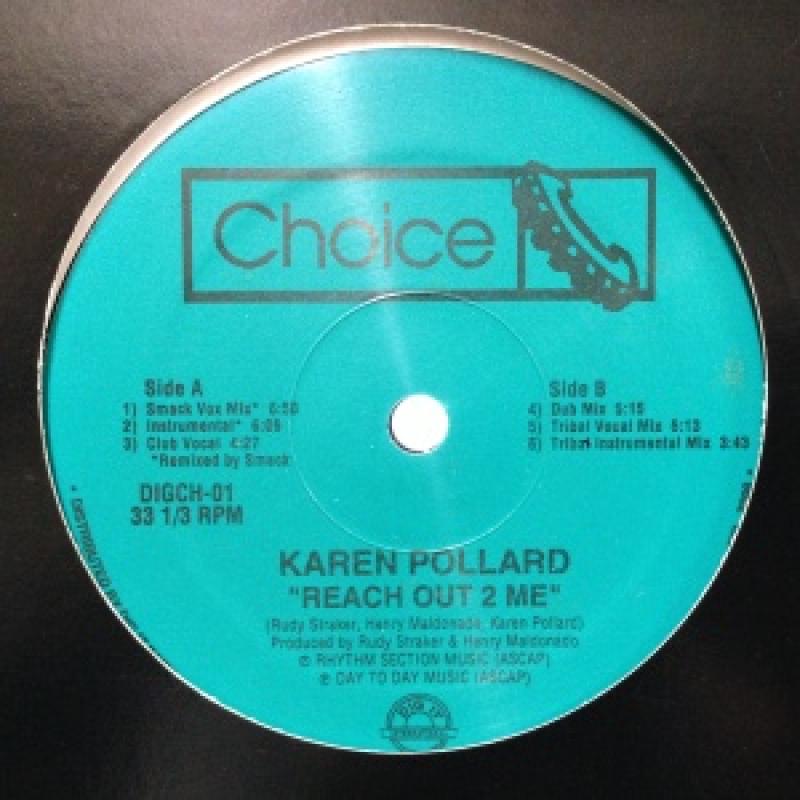 Choice
Side A
1) Smack Vox Mix* 6:50
2) Instrumental* 6:09
3) Club Vocal 4:27
*Remixed by Smack
DIGCH-01
33 1/3 RPM
Side B
4) Dub Mix 5:15
5) Tribal Vocal Mix 6:13
6) Tribal Instrumental Mix 3:43
KAREN POLLARD
"REACH OUT 2 ME"
(Rudy Straker, Henry Maldonado, Karen Pollard)
Produced by Rudy Straker & Henry Maldonado
℗ RHYTHM SECTION MUSIC (ASCAP)
℗ DAY TO DAY MUSIC (ASCAP)
• DISTRIBUTED BY